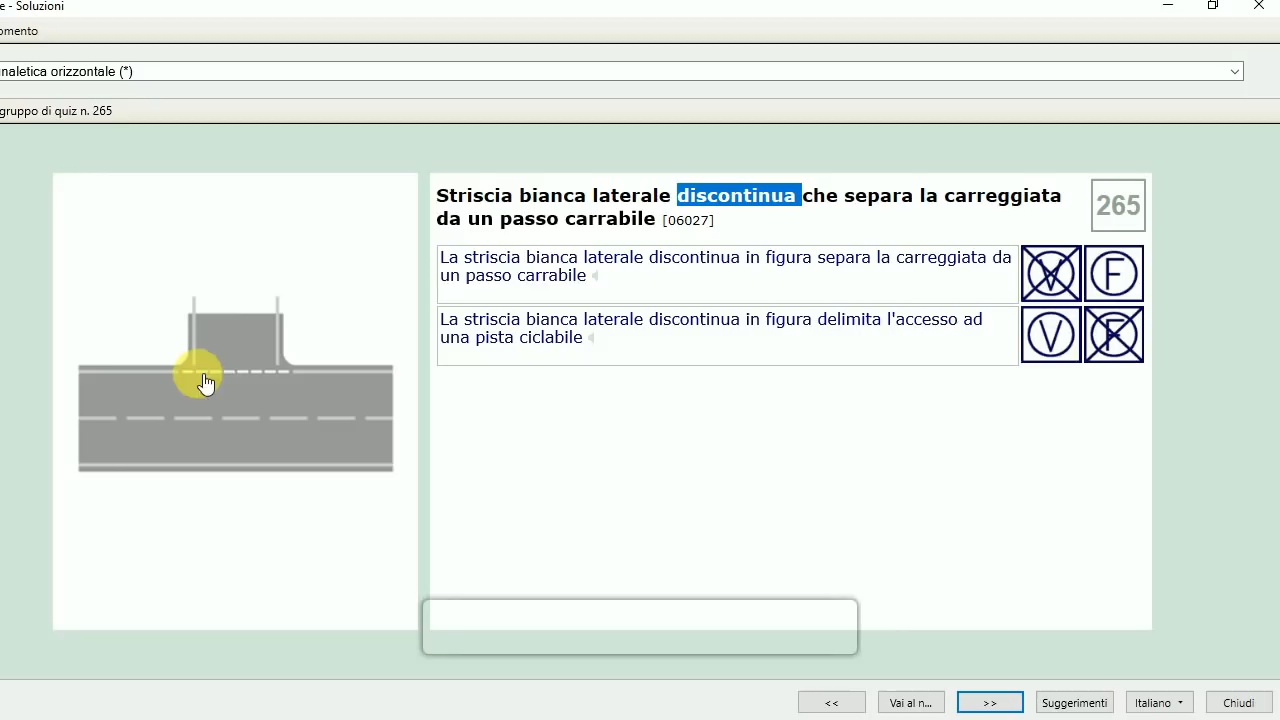 e - Soluzioni
omento
naletica orizzontale (*)
gruppo di quiz n. 265
Striscia bianca laterale discontinua che separa la carreggiata
da un passo carrabile [06027]
265
La striscia bianca laterale discontinua in figura separa la carreggiata da
un passo carrabile
V
F
La striscia bianca laterale discontinua in figura delimita l'accesso ad
una pista ciclabile
V
F
<<
Vai al n...
>>
Suggerimenti
Italiano
Chiudi